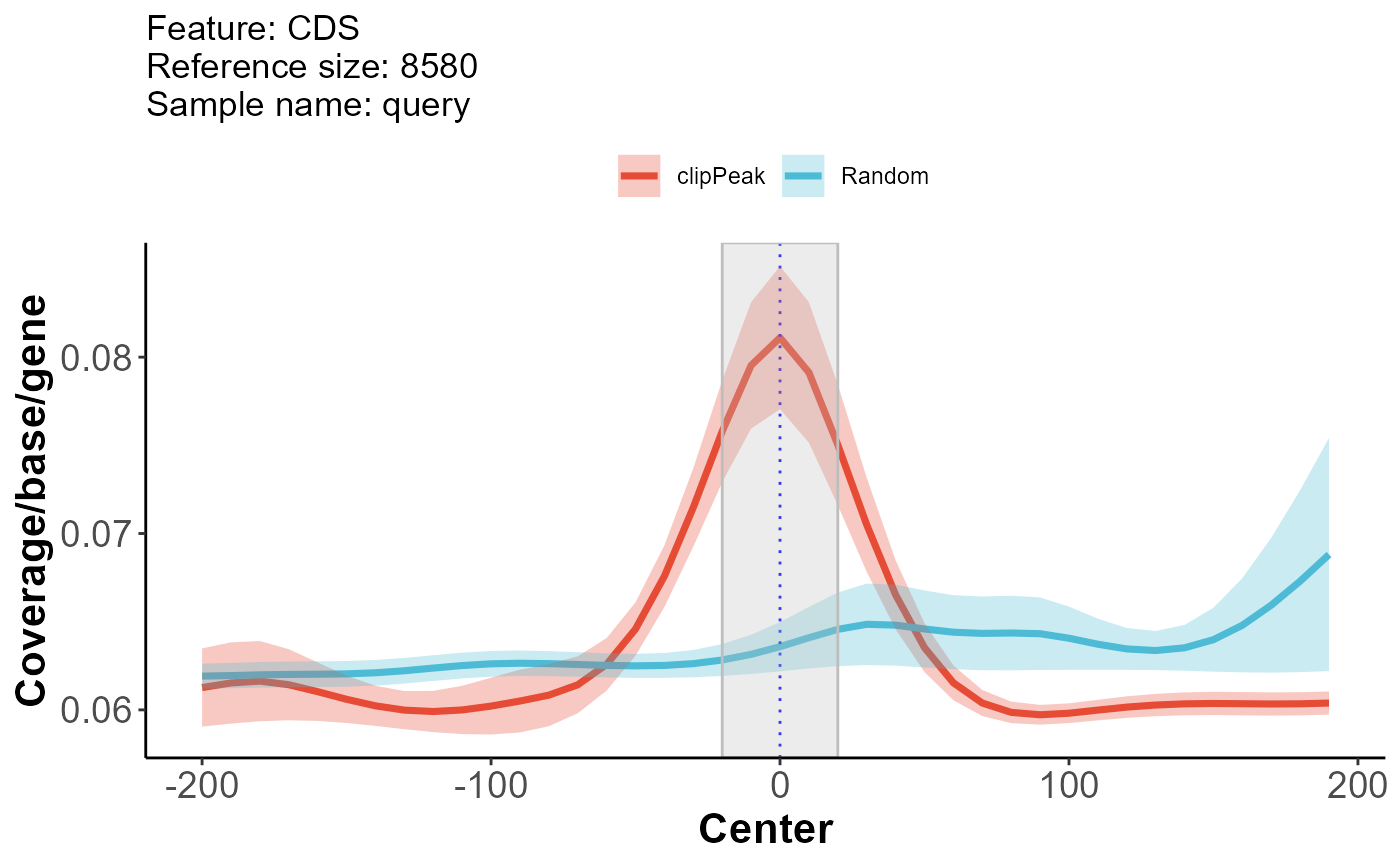 Feature: CDS
Reference size: 8580
Sample name: query
clipPeak Random
Coverage/base/gene
0.08
0.07
0.06
-200 -100 0 100 200
Center